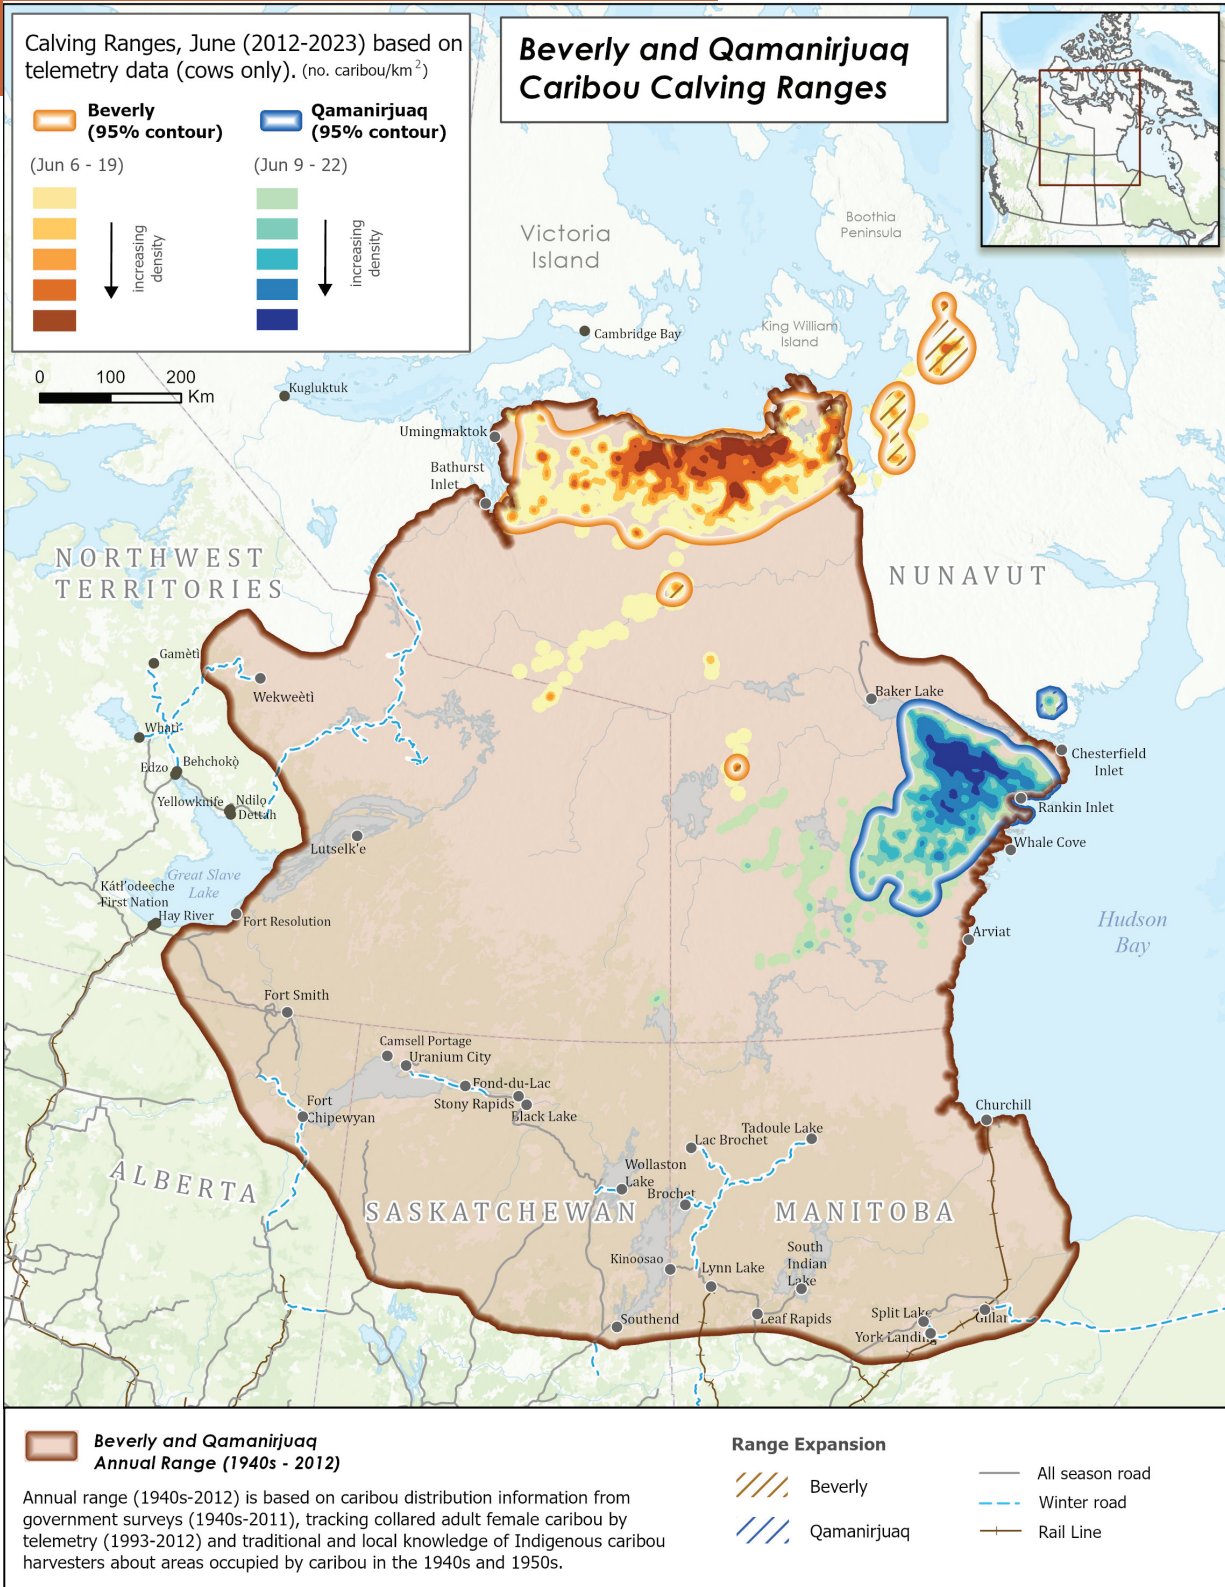 Beverly and Qamanirjuaq
Caribou Calving Ranges
Calving Ranges, June (2012-2023) based on
telemetry data (cows only). (no. caribou/km²)
Beverly
(95% contour)
Qamanirjuaq
(95% contour)
(Jun 6 - 19)
(Jun 9 - 22)
increasing
density
increasing
density
0 100 200
Km
Victoria
Island
Boothia
Peninsula
King William
Island
Cambridge Bay
Kugluktuk
Umingmaktok
Bathurst
Inlet
NORTHWEST
TERRITORIES
NUNAVUT
Gamètì
Wekweètì
Whatì
Edzo
Behchokǫ̀
Yellowknife
Ndilǫ
Dettah
Baker Lake
Chesterfield
Inlet
Rankin Inlet
Whale Cove
Lutselk'e
Great Slave
Lake
Kátł'odeeche
First Nation
Hay River
Fort Resolution
Arviat
Hudson
Bay
Fort Smith
Camsell Portage
Uranium City
Fond-du-Lac
Stony Rapids
Black Lake
Fort
Chipewyan
Churchill
Tadoule Lake
Lac Brochet
Wollaston
Lake
Brochet
ALBERTA
SASKATCHEWAN
MANITOBA
Kinoosao
Lynn Lake
South
Indian
Lake
Southend
Leaf Rapids
Split Lake
York Landing
Gillam
Beverly and Qamanirjuaq
Annual Range (1940s - 2012)
Annual range (1940s-2012) is based on caribou distribution information from
government surveys (1940s-2011), tracking collared adult female caribou by
telemetry (1993-2012) and traditional and local knowledge of Indigenous caribou
harvesters about areas occupied by caribou in the 1940s and 1950s.
Range Expansion
Beverly
Qamanirjuaq
All season road
Winter road
Rail Line